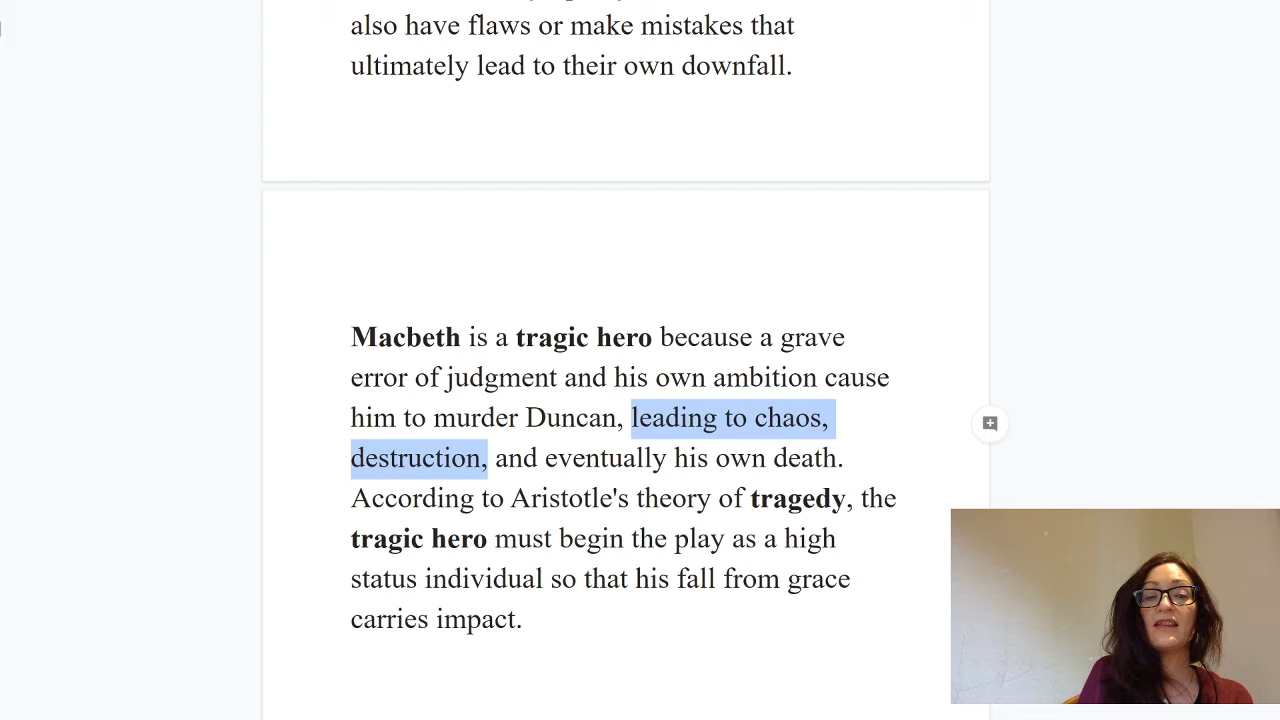 also have flaws or make mistakes that
ultimately lead to their own downfall.
Macbeth is a tragic hero because a grave
error of judgment and his own ambition cause
him to murder Duncan, leading to chaos,
destruction, and eventually his own death.
According to Aristotle's theory of tragedy, the
tragic hero must begin the play as a high
status individual so that his fall from grace
carries impact.